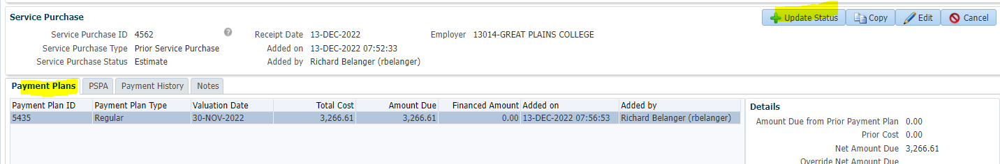 Service Purchase
Update Status Copy Edit Cancel
Service Purchase ID 4562 Receipt Date 13-DEC-2022 Employer 13014-GREAT PLAINS COLLEGE
Service Purchase Type Prior Service Purchase Added on 13-DEC-2022 07:52:33
Service Purchase Status Estimate Added by Richard Belanger (rbelanger)
Payment Plans PSPA Payment History Notes
Payment Plan ID Payment Plan Type Valuation Date Total Cost Amount Due Financed Amount Added on Added by
5435 Regular 30-NOV-2022 3,266.61 3,266.61 0.00 13-DEC-2022 07:56:53 Richard Belanger (rbelanger)
Details
Amount Due from Prior Payment Plan 0.00
Prior Cost 0.00
Net Amount Due 3,266.61
Override Net Amount Due